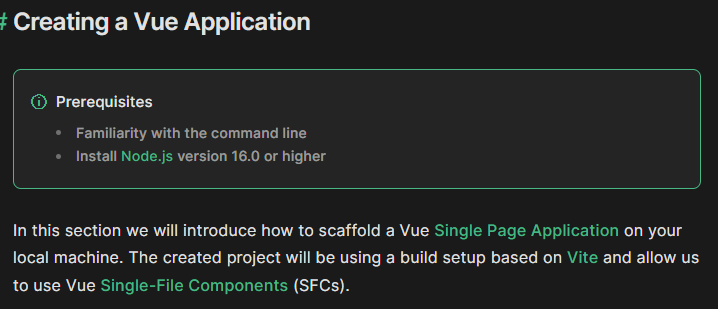 # Creating a Vue Application
Prerequisites
• Familiarity with the command line
• Install Node.js version 16.0 or higher
In this section we will introduce how to scaffold a Vue Single Page Application on your
local machine. The created project will be using a build setup based on Vite and allow us
to use Vue Single-File Components (SFCs).